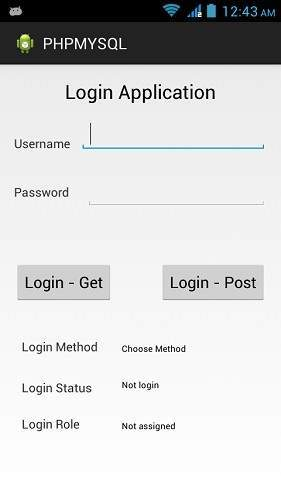 12:43 AM
PHPMYSQL
Login Application
Username
Password
Login - Get Login - Post
Login Method Choose Method
Login Status Not login
Login Role Not assigned